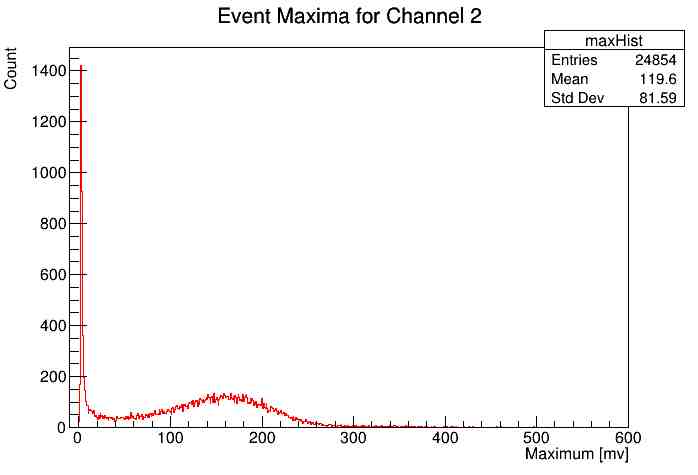 Event Maxima for Channel 2
maxHist
Entries 24854
Mean 119.6
Std Dev 81.59
Count
1400
1200
1000
800
600
400
200
0
0 100 200 300 400 500 600
Maximum [mv]